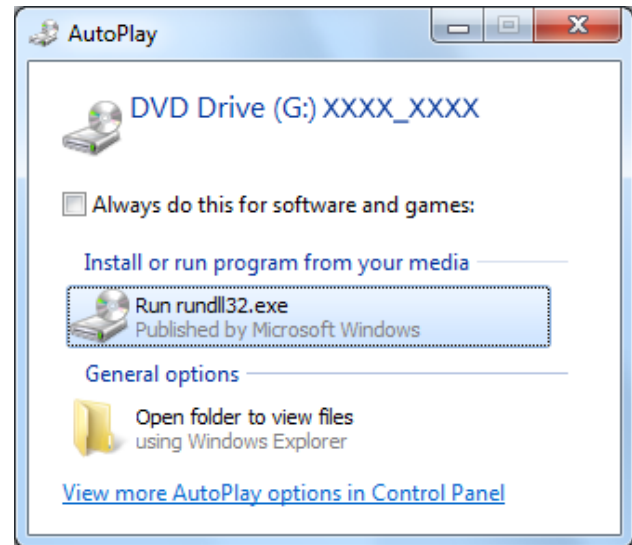 AutoPlay
DVD Drive (G:) XXXX_XXXX
Always do this for software and games:
Install or run program from your media
Run rundll32.exe
Published by Microsoft Windows
General options
Open folder to view files
using Windows Explorer
View more AutoPlay options in Control Panel